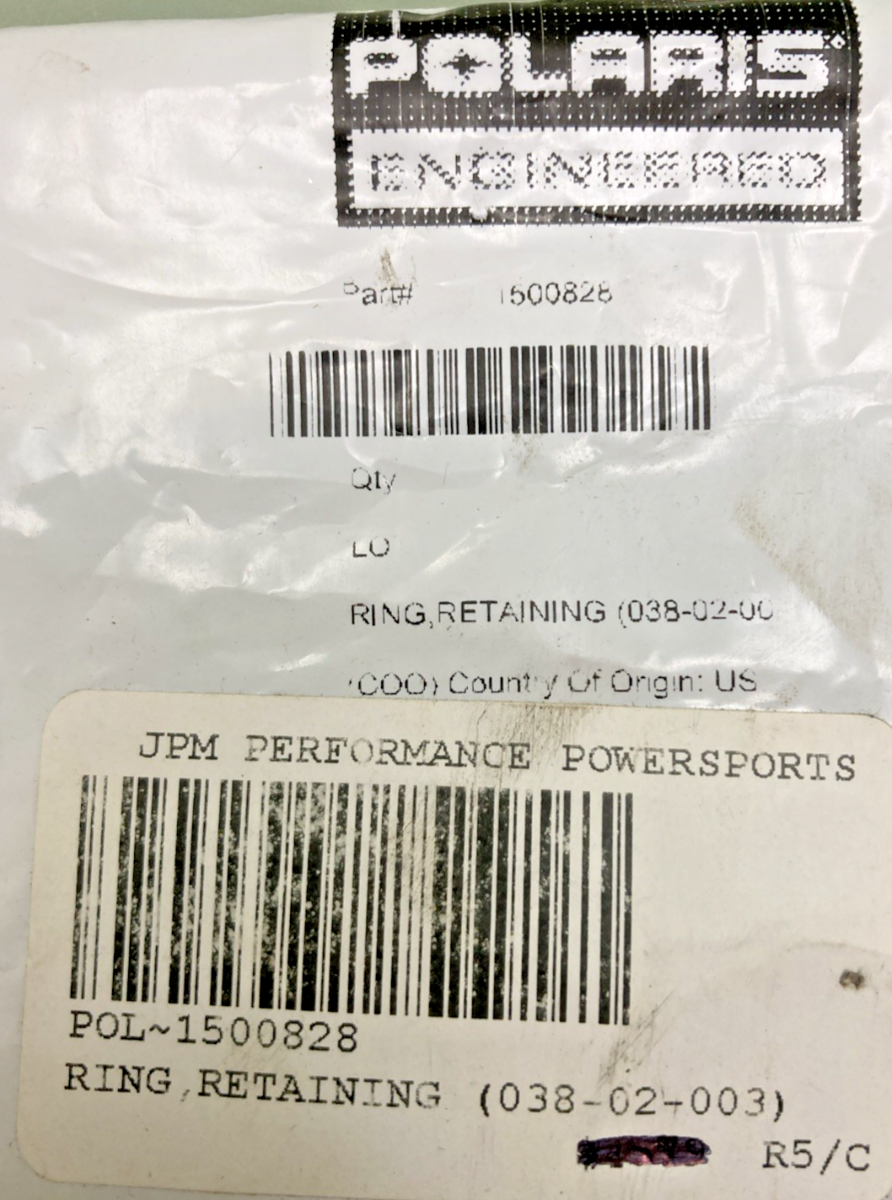 POLARIS
ENGINEERED
Part# 1500828
Qty
LO
RING,RETAINING (038-02-00
(COO) Country Of Origin: US
JPM PERFORMANCE POWERSPORTS
POL~1500828
RING,RETAINING (038-02-003)
R5/C